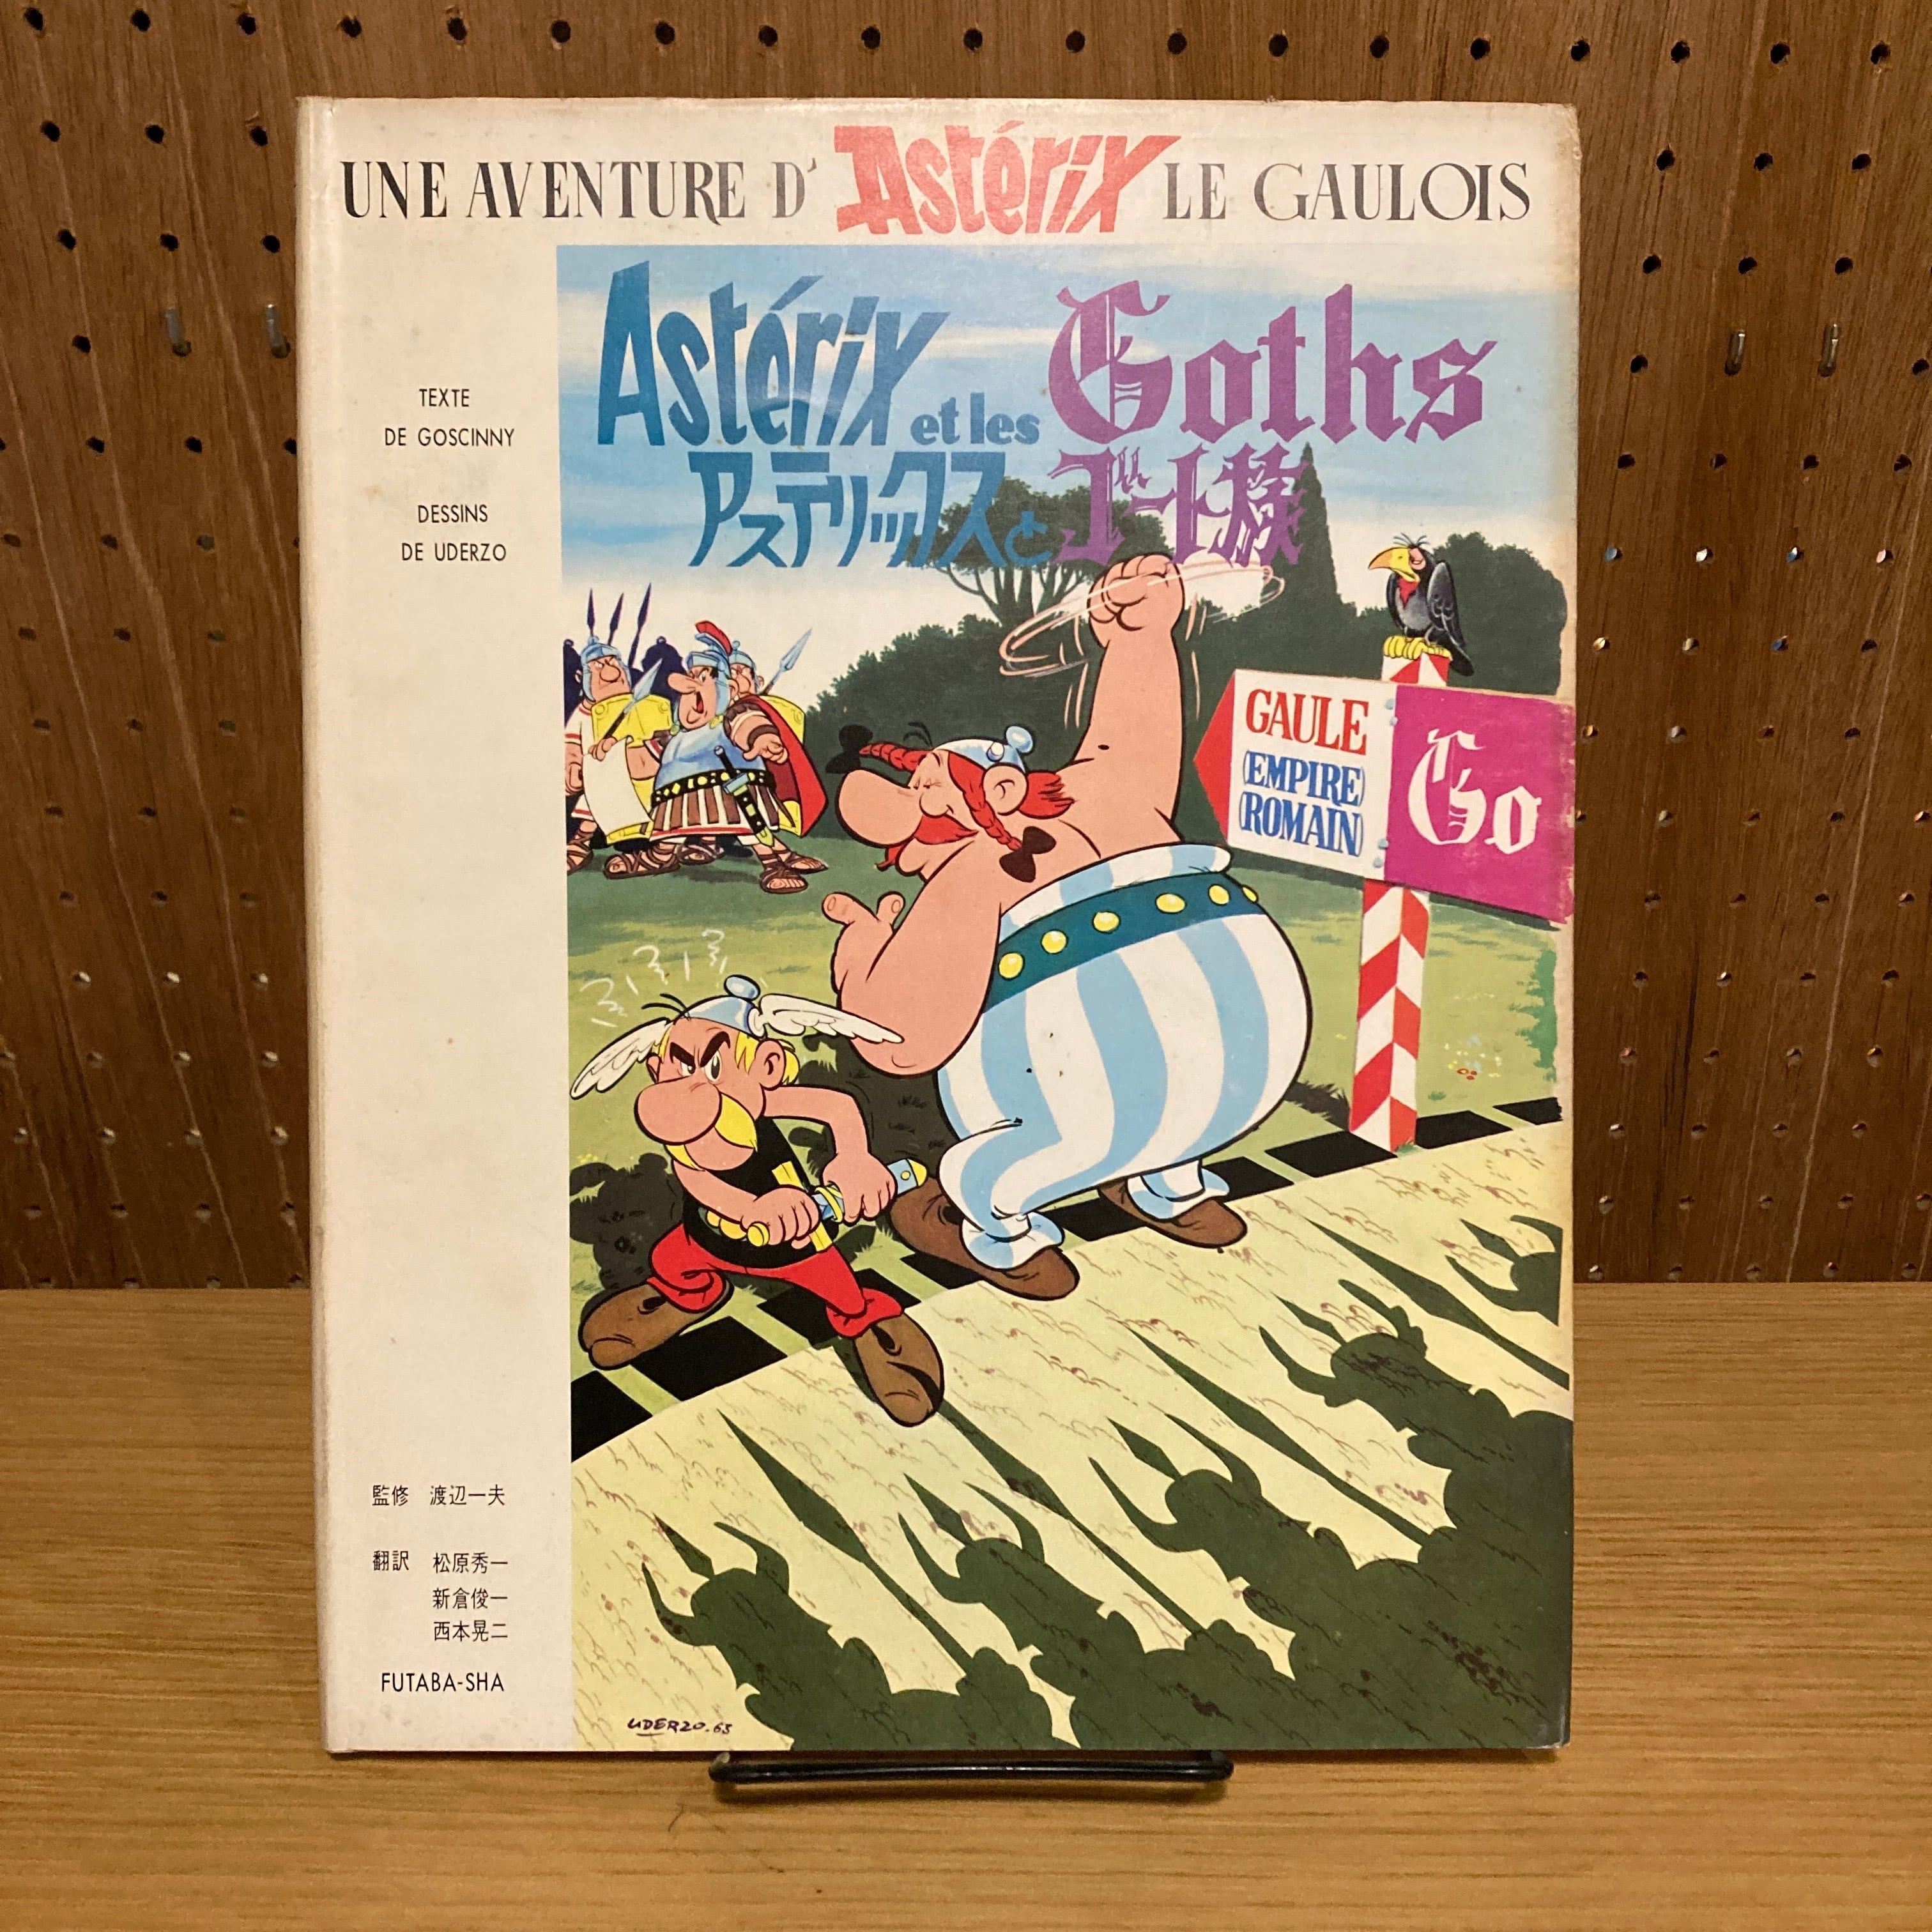 UNE AVENTURE D' Astérix LE GAULOIS
TEXTE
DE GOSCINNY
DESSINS
DE UDERZO
Astérix et les Goths
アステリックスとゴート族
GAULE
(EMPIRE)
(ROMAIN)
Go
監修 渡辺一夫
翻訳 松原秀一
新倉俊一
西本晃二
FUTABA-SHA
UDERZO.65